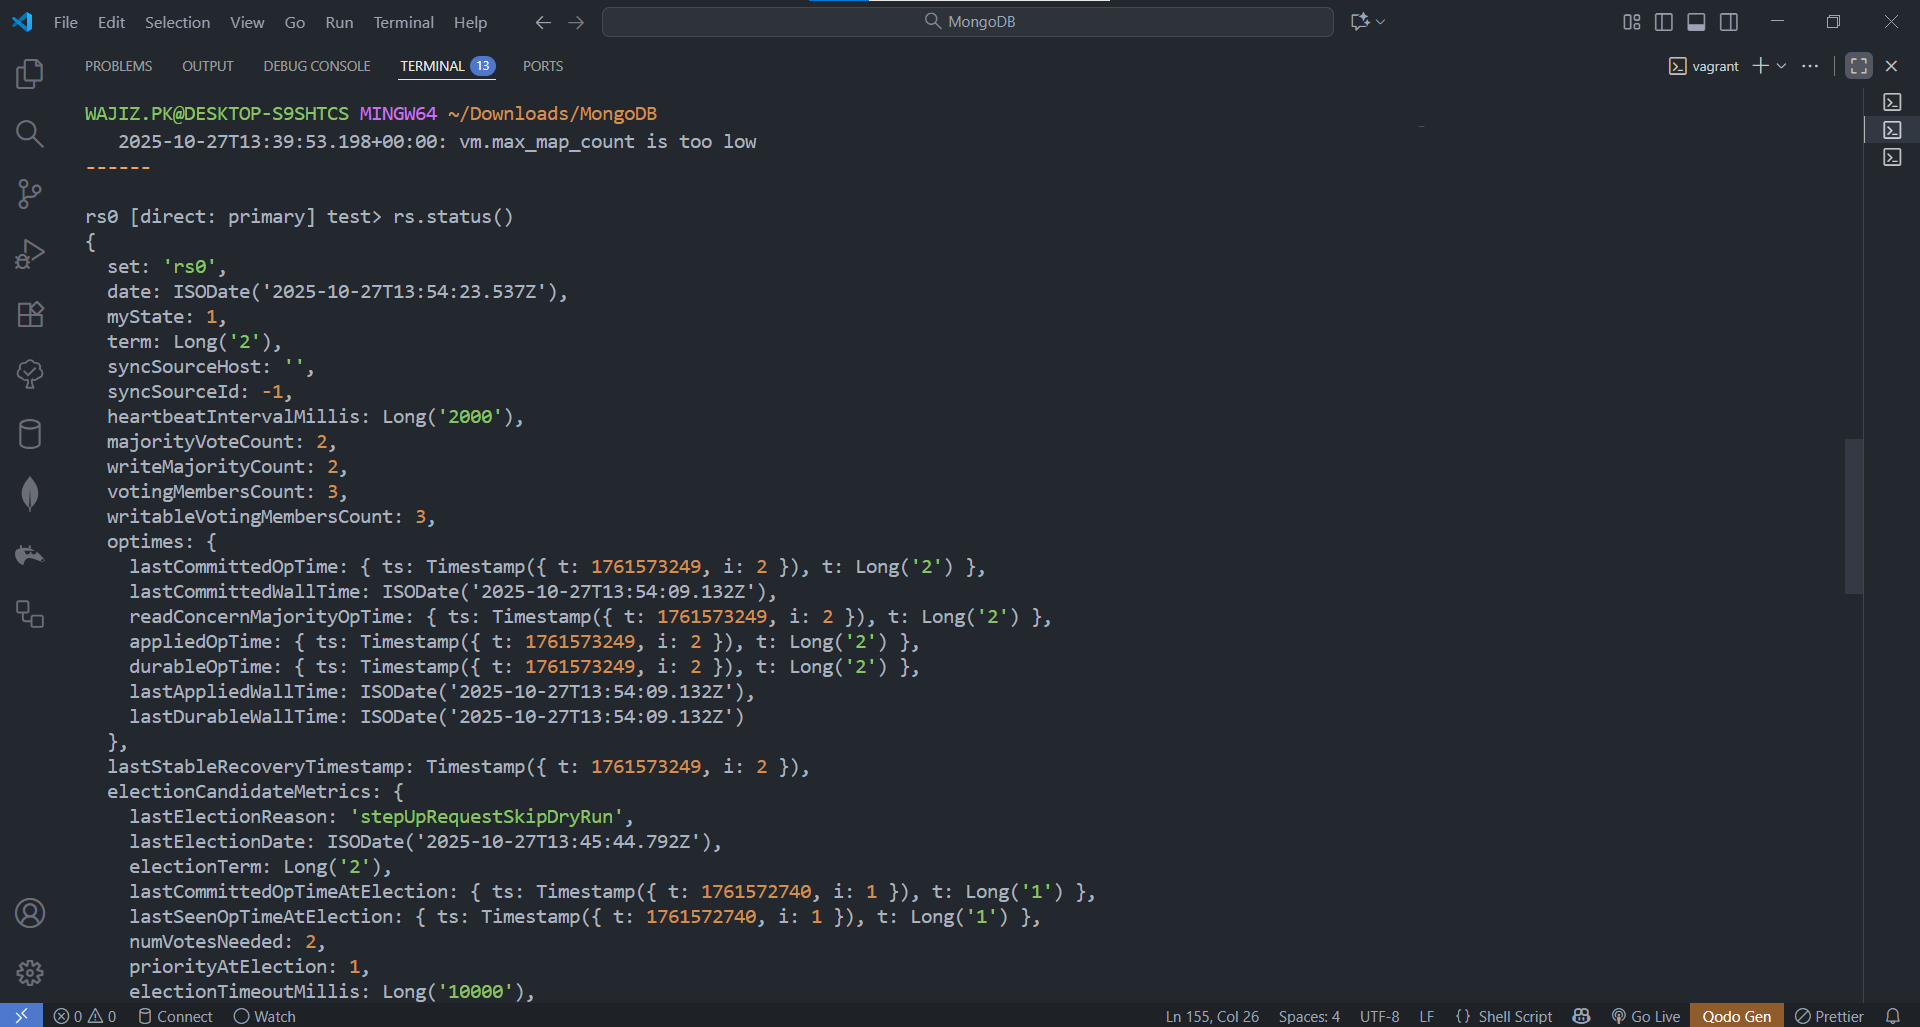 File Edit Selection View Go Run Terminal Help MongoDB
PROBLEMS OUTPUT DEBUG CONSOLE TERMINAL 13 PORTS vagrant
WAJIZ.PK@DESKTOP-S9SHTCS MINGW64 ~/Downloads/MongoDB
2025-10-27T13:39:53.198+00:00: vm.max_map_count is too low
------
rs0 [direct: primary] test> rs.status()
{
  set: 'rs0',
  date: ISODate('2025-10-27T13:54:23.537Z'),
  myState: 1,
  term: Long('2'),
  syncSourceHost: '',
  syncSourceId: -1,
  heartbeatIntervalMillis: Long('2000'),
  majorityVoteCount: 2,
  writeMajorityCount: 2,
  votingMembersCount: 3,
  writableVotingMembersCount: 3,
  optimes: {
    lastCommittedOpTime: { ts: Timestamp({ t: 1761573249, i: 2 }), t: Long('2') },
    lastCommittedWallTime: ISODate('2025-10-27T13:54:09.132Z'),
    readConcernMajorityOpTime: { ts: Timestamp({ t: 1761573249, i: 2 }), t: Long('2') },
    appliedOpTime: { ts: Timestamp({ t: 1761573249, i: 2 }), t: Long('2') },
    durableOpTime: { ts: Timestamp({ t: 1761573249, i: 2 }), t: Long('2') },
    lastAppliedWallTime: ISODate('2025-10-27T13:54:09.132Z'),
    lastDurableWallTime: ISODate('2025-10-27T13:54:09.132Z')
  },
  lastStableRecoveryTimestamp: Timestamp({ t: 1761573249, i: 2 }),
  electionCandidateMetrics: {
    lastElectionReason: 'stepUpRequestSkipDryRun',
    lastElectionDate: ISODate('2025-10-27T13:45:44.792Z'),
    electionTerm: Long('2'),
    lastCommittedOpTimeAtElection: { ts: Timestamp({ t: 1761572740, i: 1 }), t: Long('1') },
    lastSeenOpTimeAtElection: { ts: Timestamp({ t: 1761572740, i: 1 }), t: Long('1') },
    numVotesNeeded: 2,
    priorityAtElection: 1,
    electionTimeoutMillis: Long('10000'),
0 0 Connect Watch Ln 155, Col 26 Spaces: 4 UTF-8 LF {} Shell Script Go Live Qodo Gen Prettier